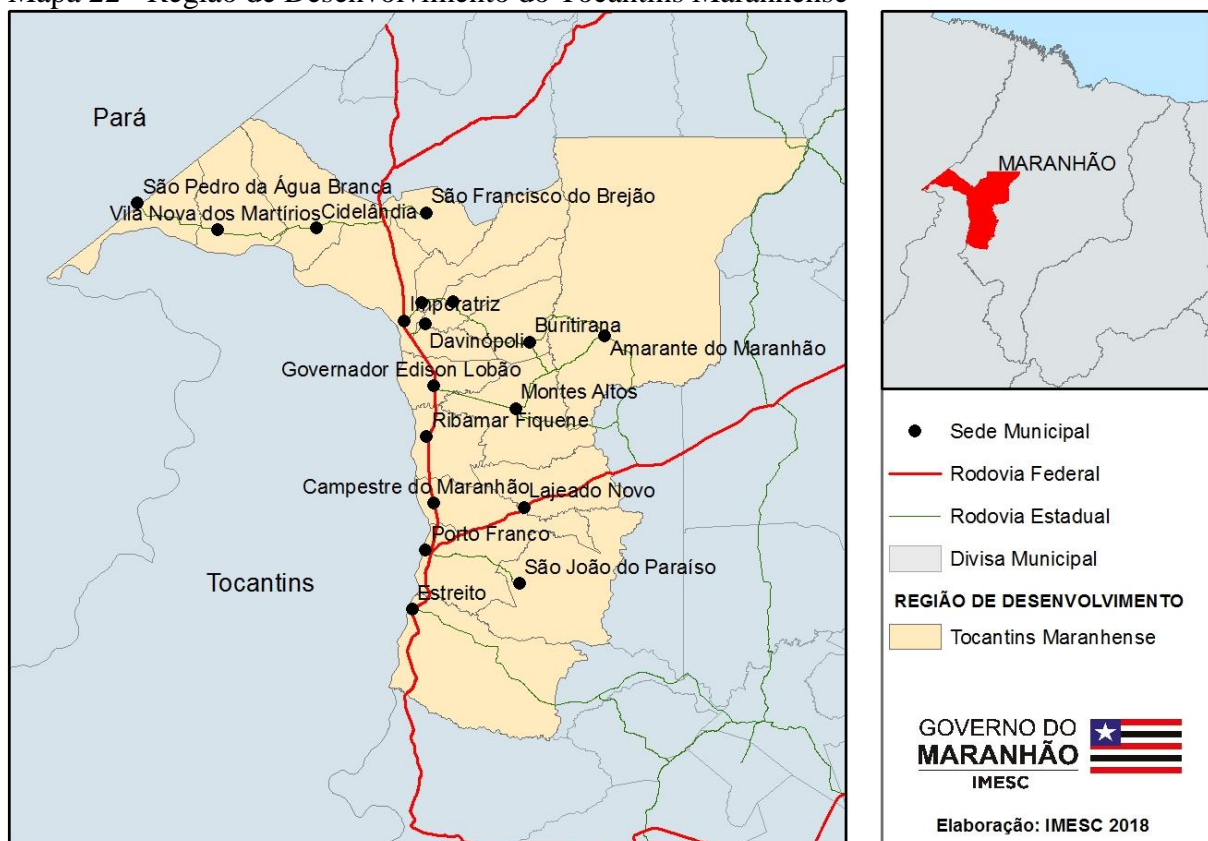 Mapa 22 - Região de Desenvolvimento do Tocantins Maranhense
Pará
São Pedro da Água Branca
São Francisco do Brejão
Vila Nova dos Martírios
Cidelândia
Imperatriz
Davinópolis
Buritirana
Amarante do Maranhão
Governador Edison Lobão
Montes Altos
Ribamar Fiquene
Campestre do Maranhão
Lajeado Novo
Porto Franco
São João do Paraíso
Tocantins
Estreito
MARANHÃO
Sede Municipal
Rodovia Federal
Rodovia Estadual
Divisa Municipal
REGIÃO DE DESENVOLVIMENTO
Tocantins Maranhense
GOVERNO DO
MARANHÃO
IMESC
Elaboração: IMESC 2018